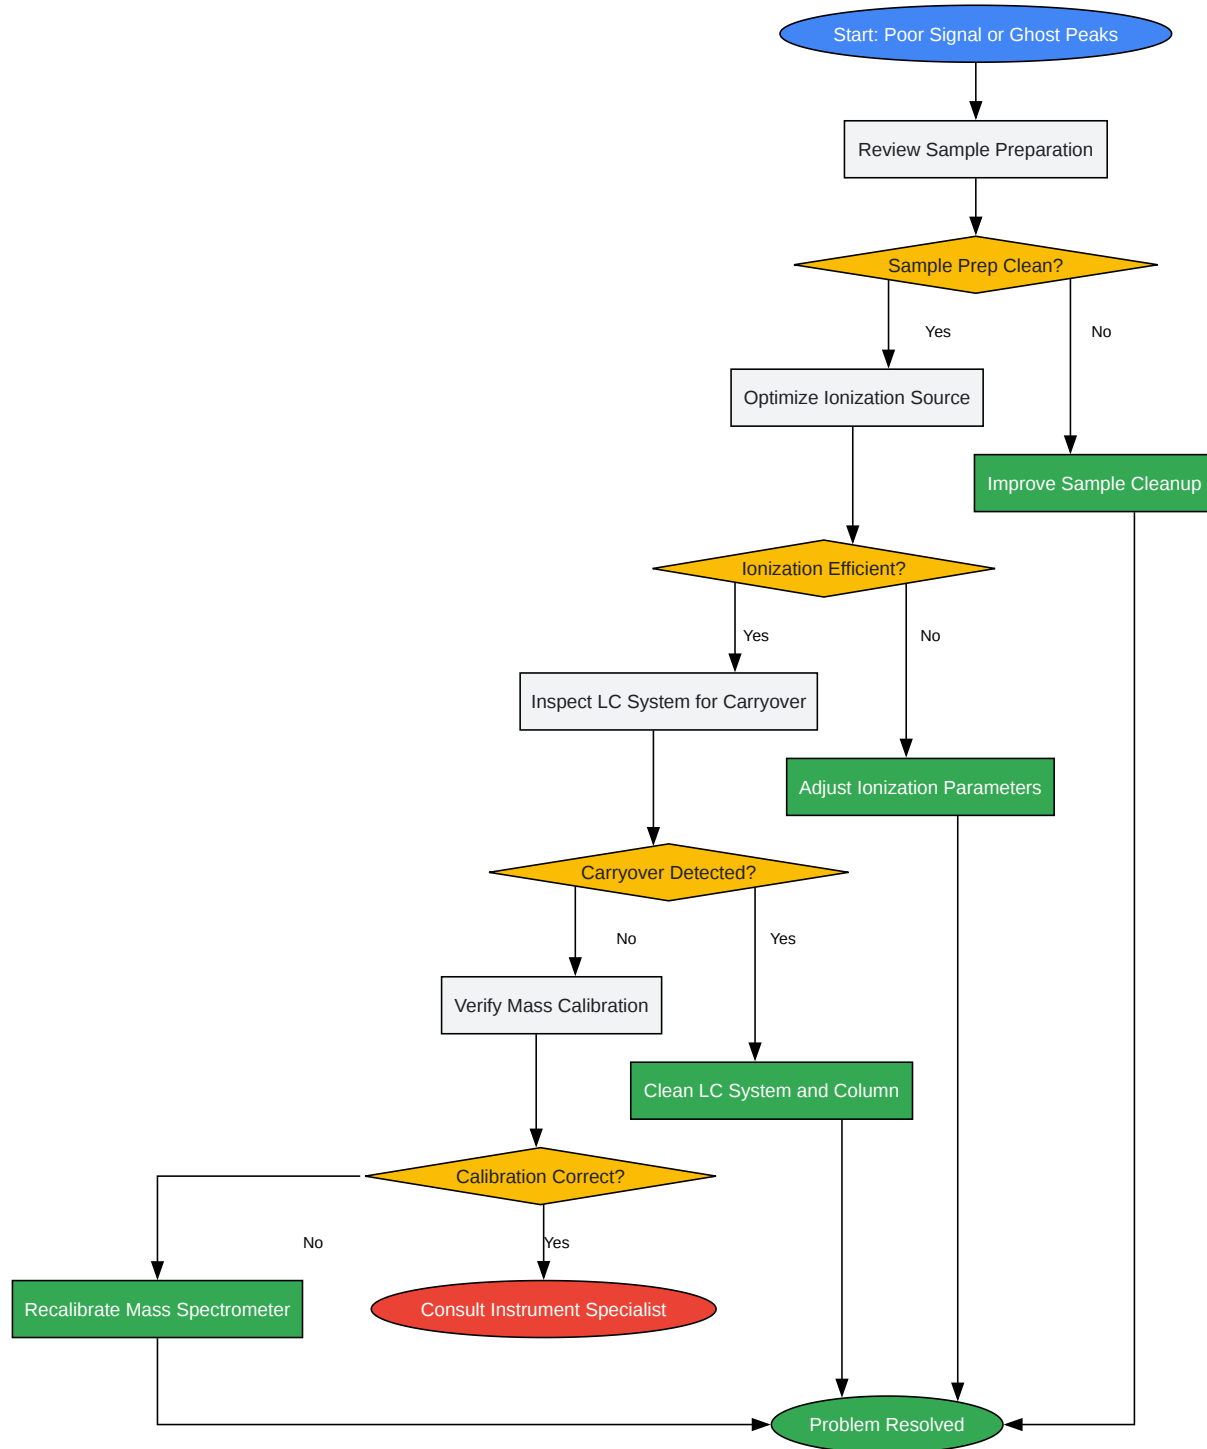 Start: Poor Signal or Ghost Peaks
Review Sample Preparation
Sample Prep Clean?
Yes
No
Optimize Ionization Source
Improve Sample Cleanup
Ionization Efficient?
Yes
No
Inspect LC System for Carryover
Adjust Ionization Parameters
Carryover Detected?
No
Yes
Verify Mass Calibration
Clean LC System and Column
Calibration Correct?
No
Yes
Recalibrate Mass Spectrometer
Consult Instrument Specialist
Problem Resolved